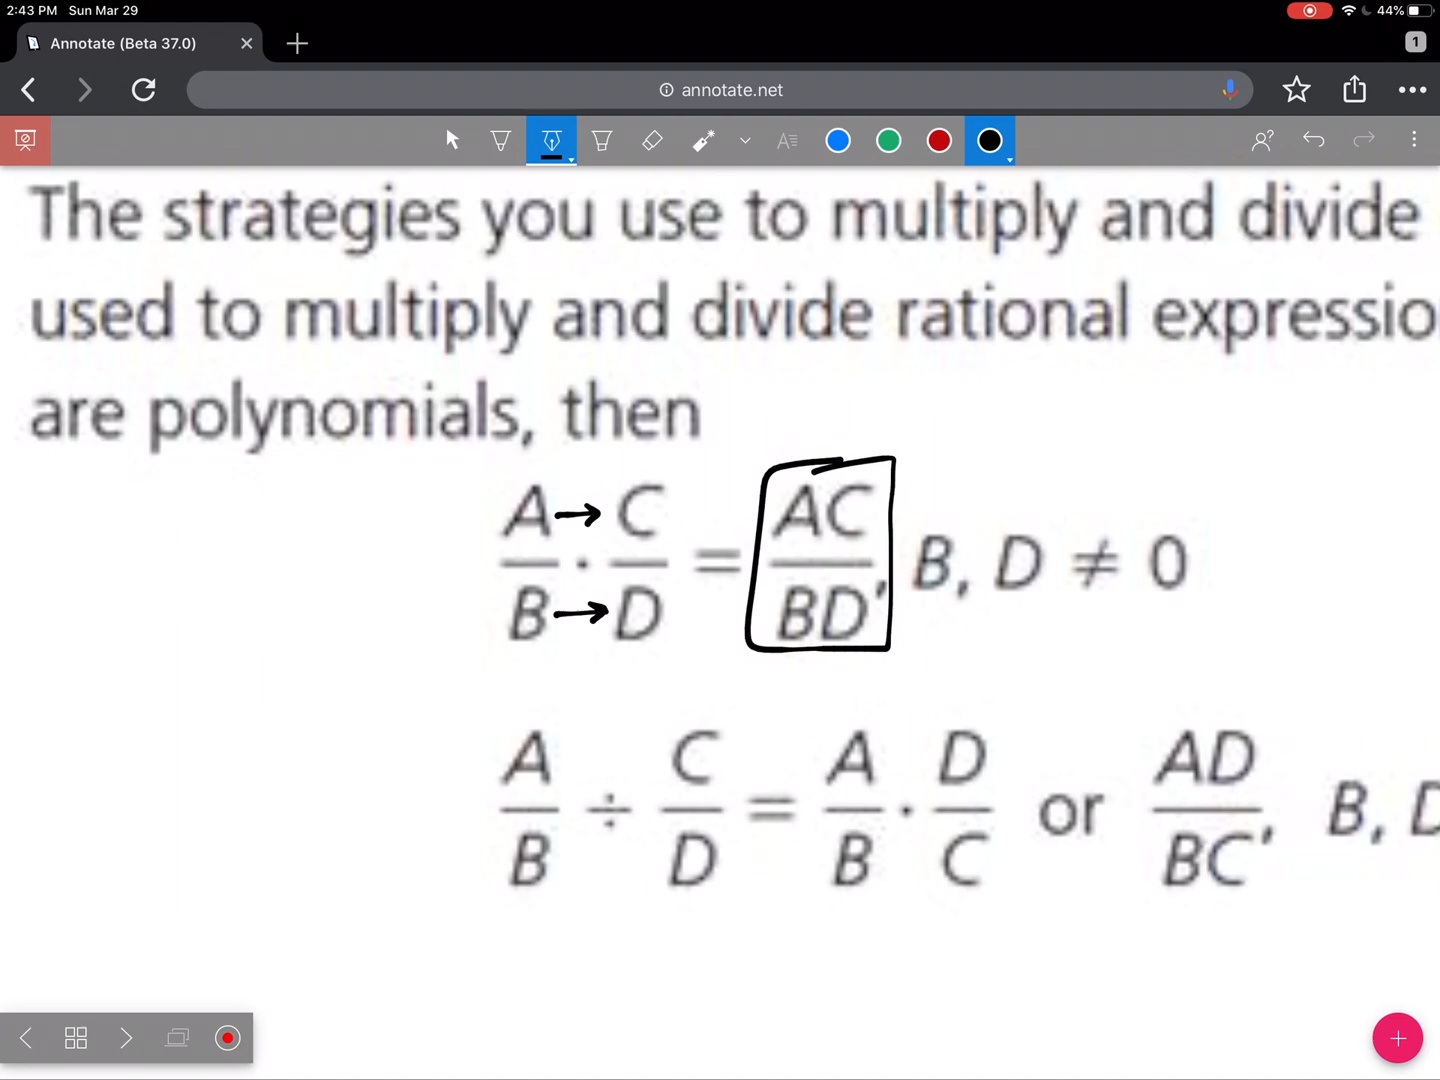 2:43 PM Sun Mar 29
44%
Annotate (Beta 37.0)
1
annotate.net
The strategies you use to multiply and divide
used to multiply and divide rational expressio
are polynomials, then
A/B → C/D · = AC/BD, B, D ≠ 0
A/B ÷ C/D = A/B · D/C or AD/BC, B, D